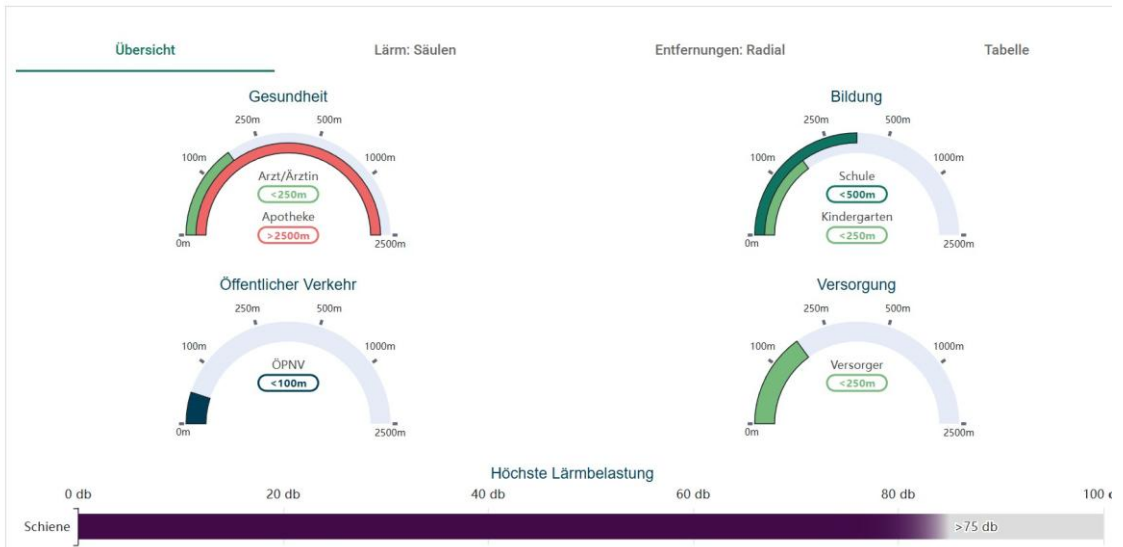 Übersicht Lärm: Säulen Entfernungen: Radial Tabelle
Gesundheit
250m 500m
100m 1000m
Arzt/Ärztin
<250m
Apotheke
>2500m
0m 2500m
Bildung
250m 500m
100m 1000m
Schule
<500m
Kindergarten
<250m
0m 2500m
Öffentlicher Verkehr
250m 500m
100m 1000m
ÖPNV
<100m
0m 2500m
Versorgung
250m 500m
100m 1000m
Versorger
<250m
0m 2500m
Höchste Lärmbelastung
0 db 20 db 40 db 60 db 80 db 100
Schiene >75 db